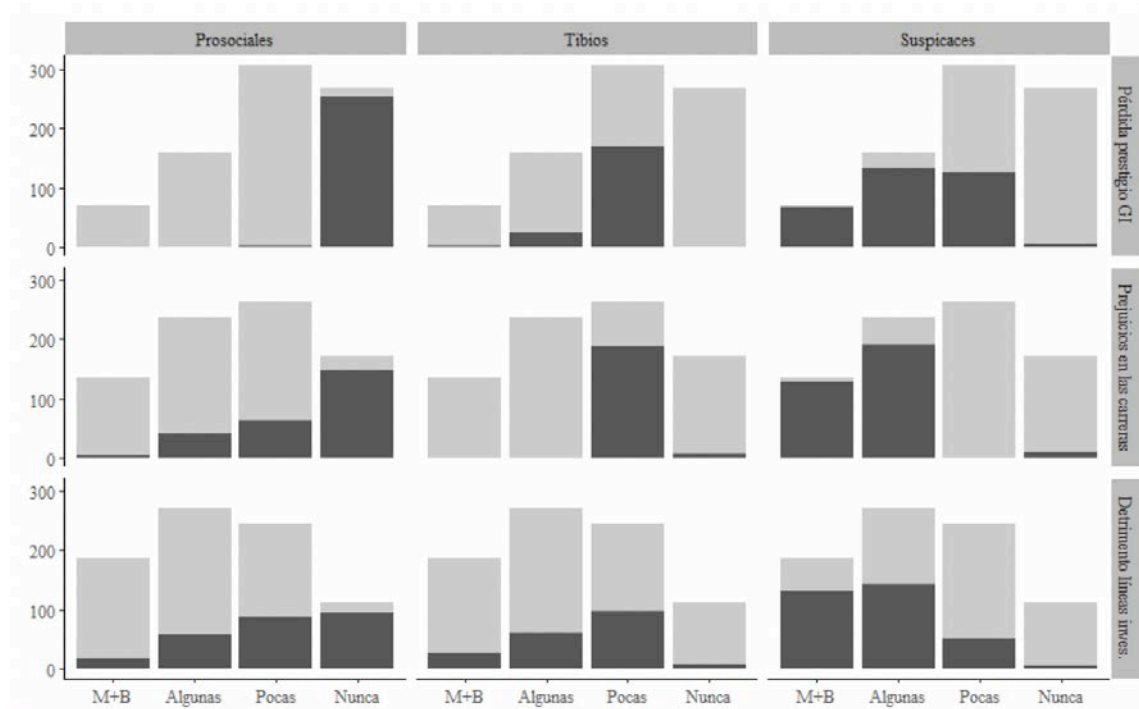 Prosociales Tibios Suspicaces
300
200
100
0
Pérdida prestigio GI
300
200
100
0
Prejuicios en las carreras
300
200
100
0
Detrimento líneas inves.
M+B Algunas Pocas Nunca M+B Algunas Pocas Nunca M+B Algunas Pocas Nunca